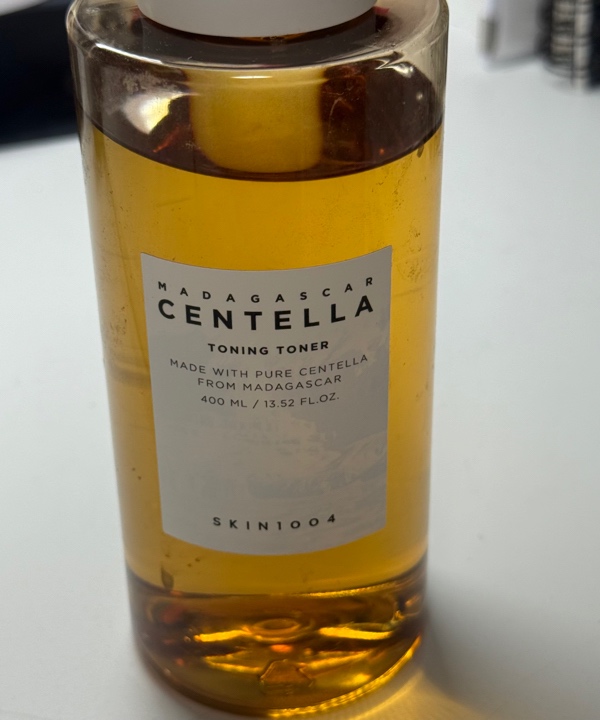 MADAGASCAR
CENTELLA
TONING TONER
MADE WITH PURE CENTELLA
FROM MADAGASCAR
400 ML / 13.52 FL.OZ.
SKIN1004